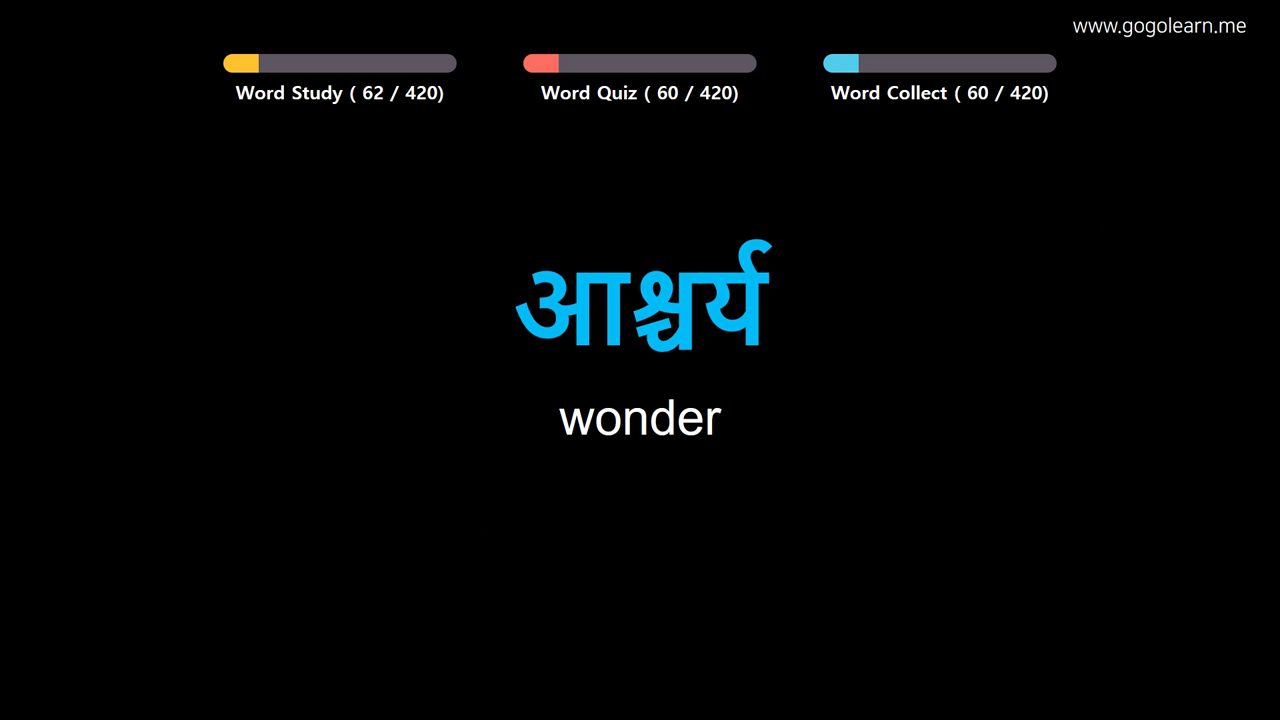 www.gogolearn.me
Word Study ( 62 / 420)
Word Quiz ( 60 / 420)
Word Collect ( 60 / 420)
आश्चर्य
wonder